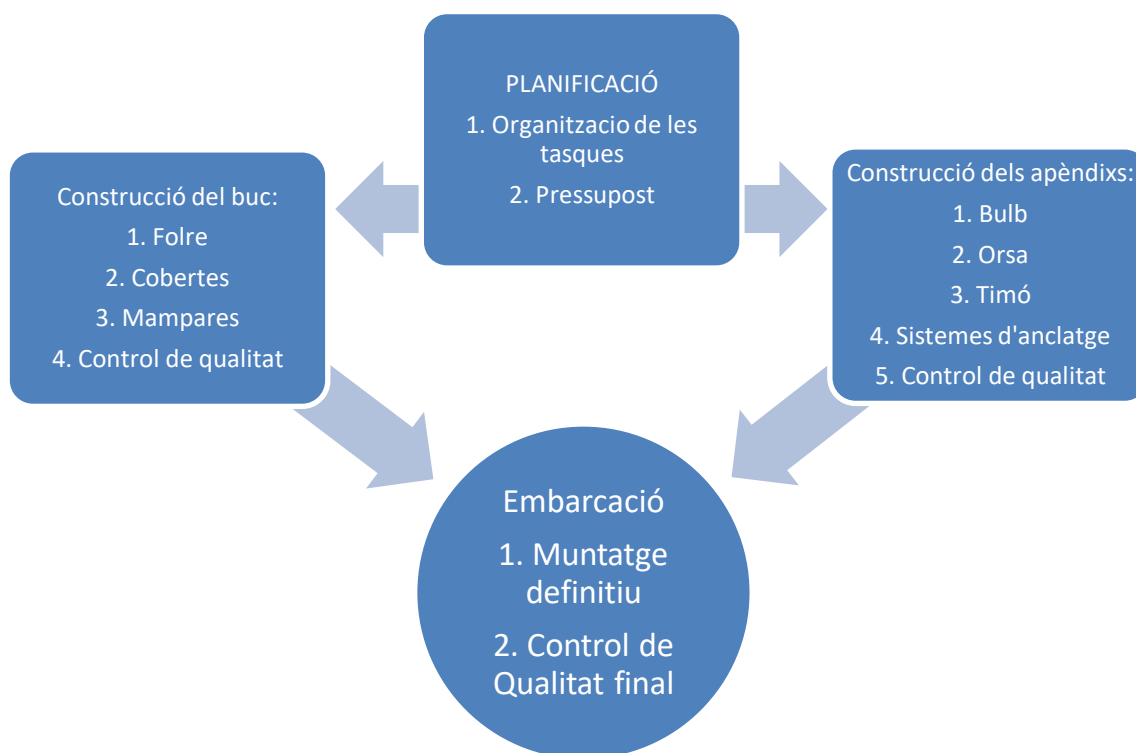 PLANIFICACIÓ
1. Organitzacio de les
tasques
2. Pressupost
Construcció del buc:
1. Folre
2. Cobertes
3. Mampares
4. Control de qualitat
Construcció dels apèndixs:
1. Bulb
2. Orsa
3. Timó
4. Sistemes d'anclatge
5. Control de qualitat
Embarcació
1. Muntatge
definitiu
2. Control de
Qualitat final